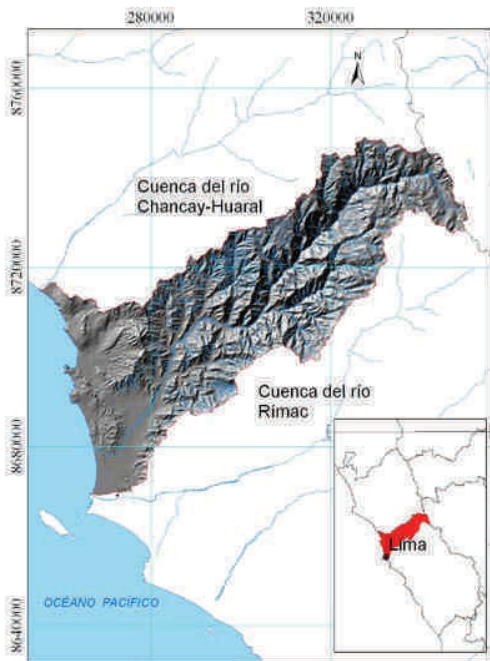 280000
320000
N
8760000
Cuenca del río
Chancay-Huaral
8720000
Cuenca del río
Rímac
8680000
Lima
OCÉANO PACÍFICO
8640000